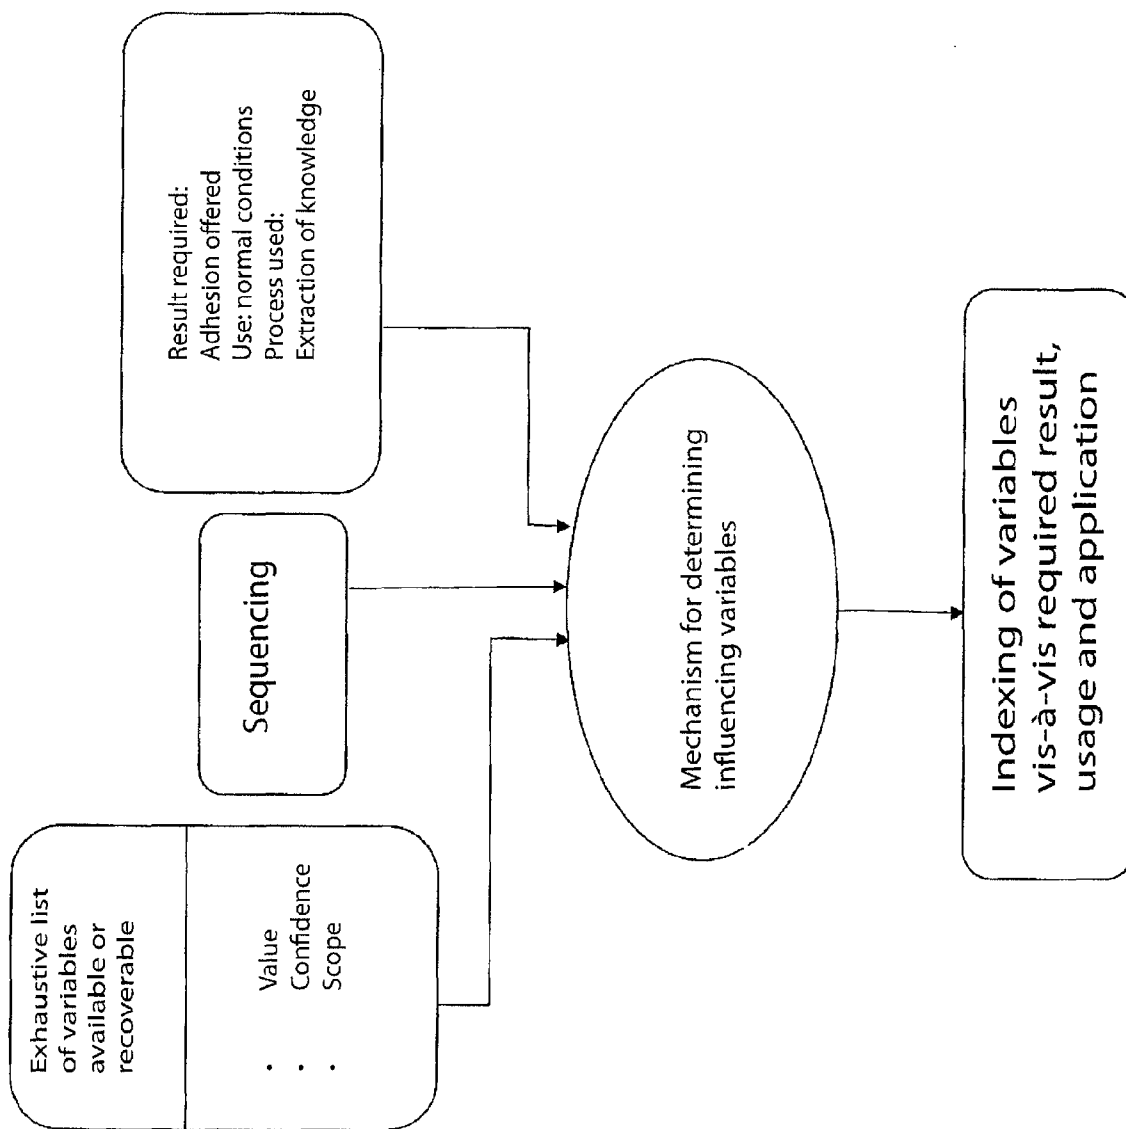 Exhaustive list
of variables
available or
recoverable
• Value
• Confidence
• Scope
Sequencing
Result required:
Adhesion offered
Use: normal conditions
Process used:
Extraction of knowledge
Mechanism for determining
influencing variables
Indexing of variables
vis-à-vis required result,
usage and application